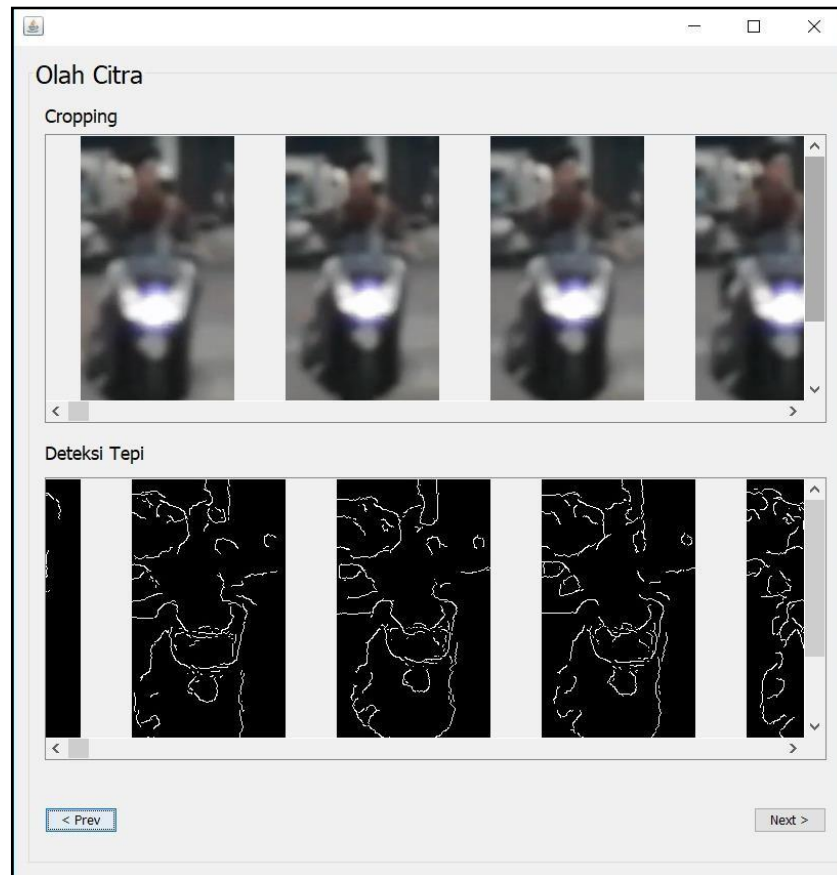 Olah Citra
Cropping
Deteksi Tepi
< Prev
Next >